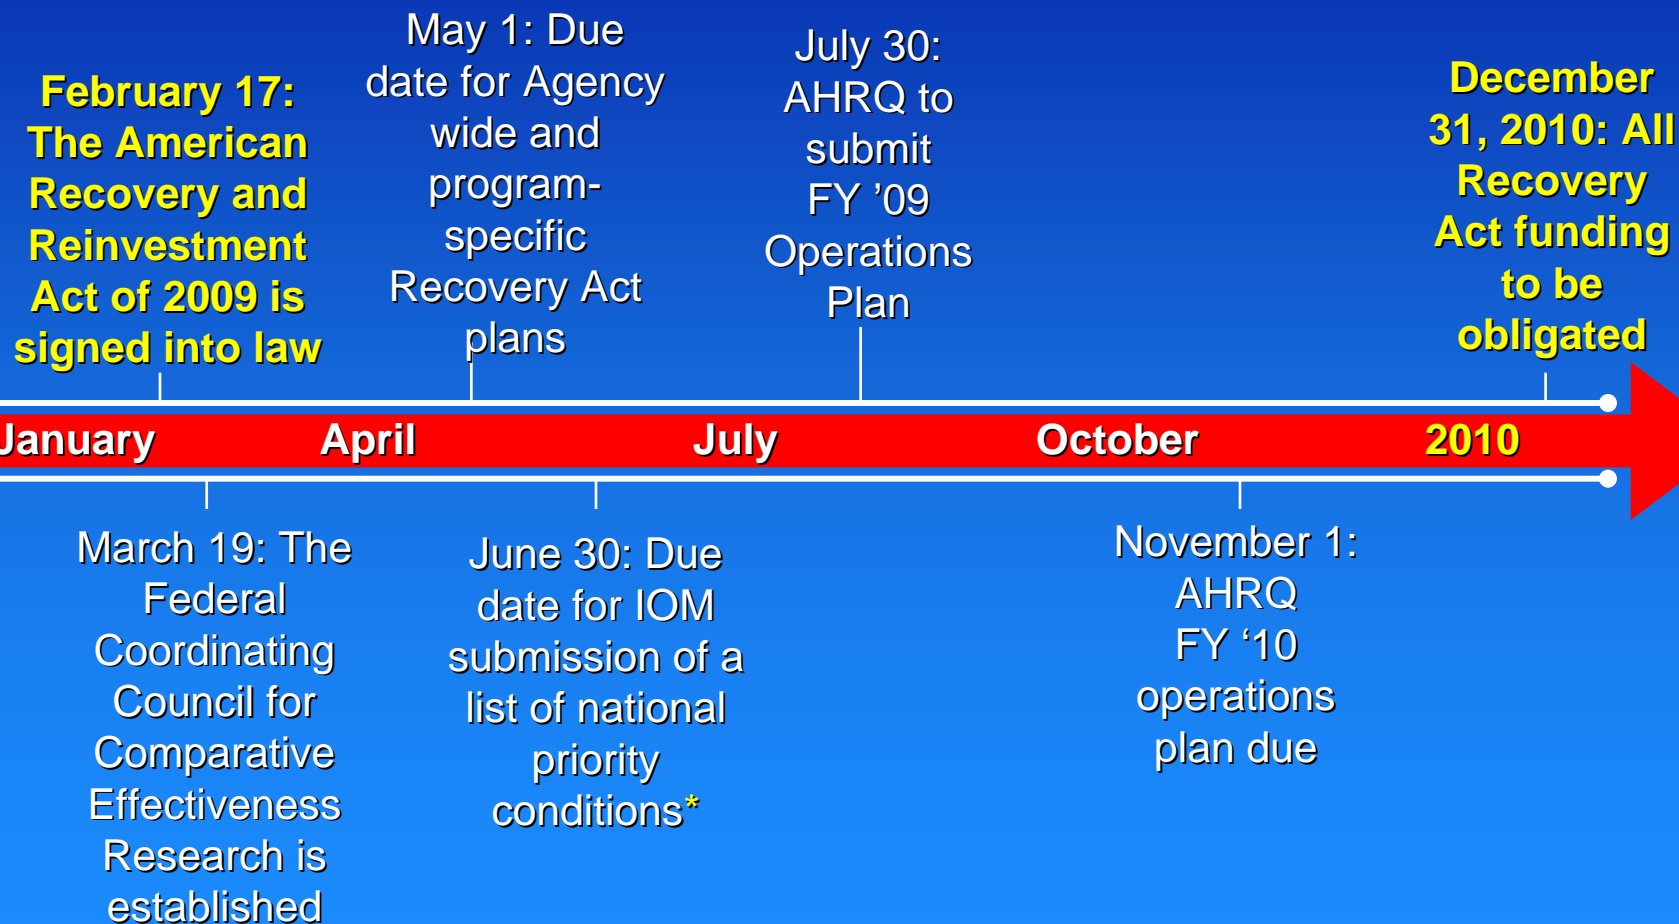 February 17:
The American
Recovery and
Reinvestment
Act of 2009 is
signed into law
May 1: Due
date for Agency
wide and
program-
specific
Recovery Act
plans
July 30:
AHRQ to
submit
FY ’09
Operations
Plan
December
31, 2010: All
Recovery
Act funding
to be
obligated
January April July October 2010
March 19: The
Federal
Coordinating
Council for
Comparative
Effectiveness
Research is
established
June 30: Due
date for IOM
submission of a
list of national
priority
conditions*
November 1:
AHRQ
FY ‘10
operations
plan due